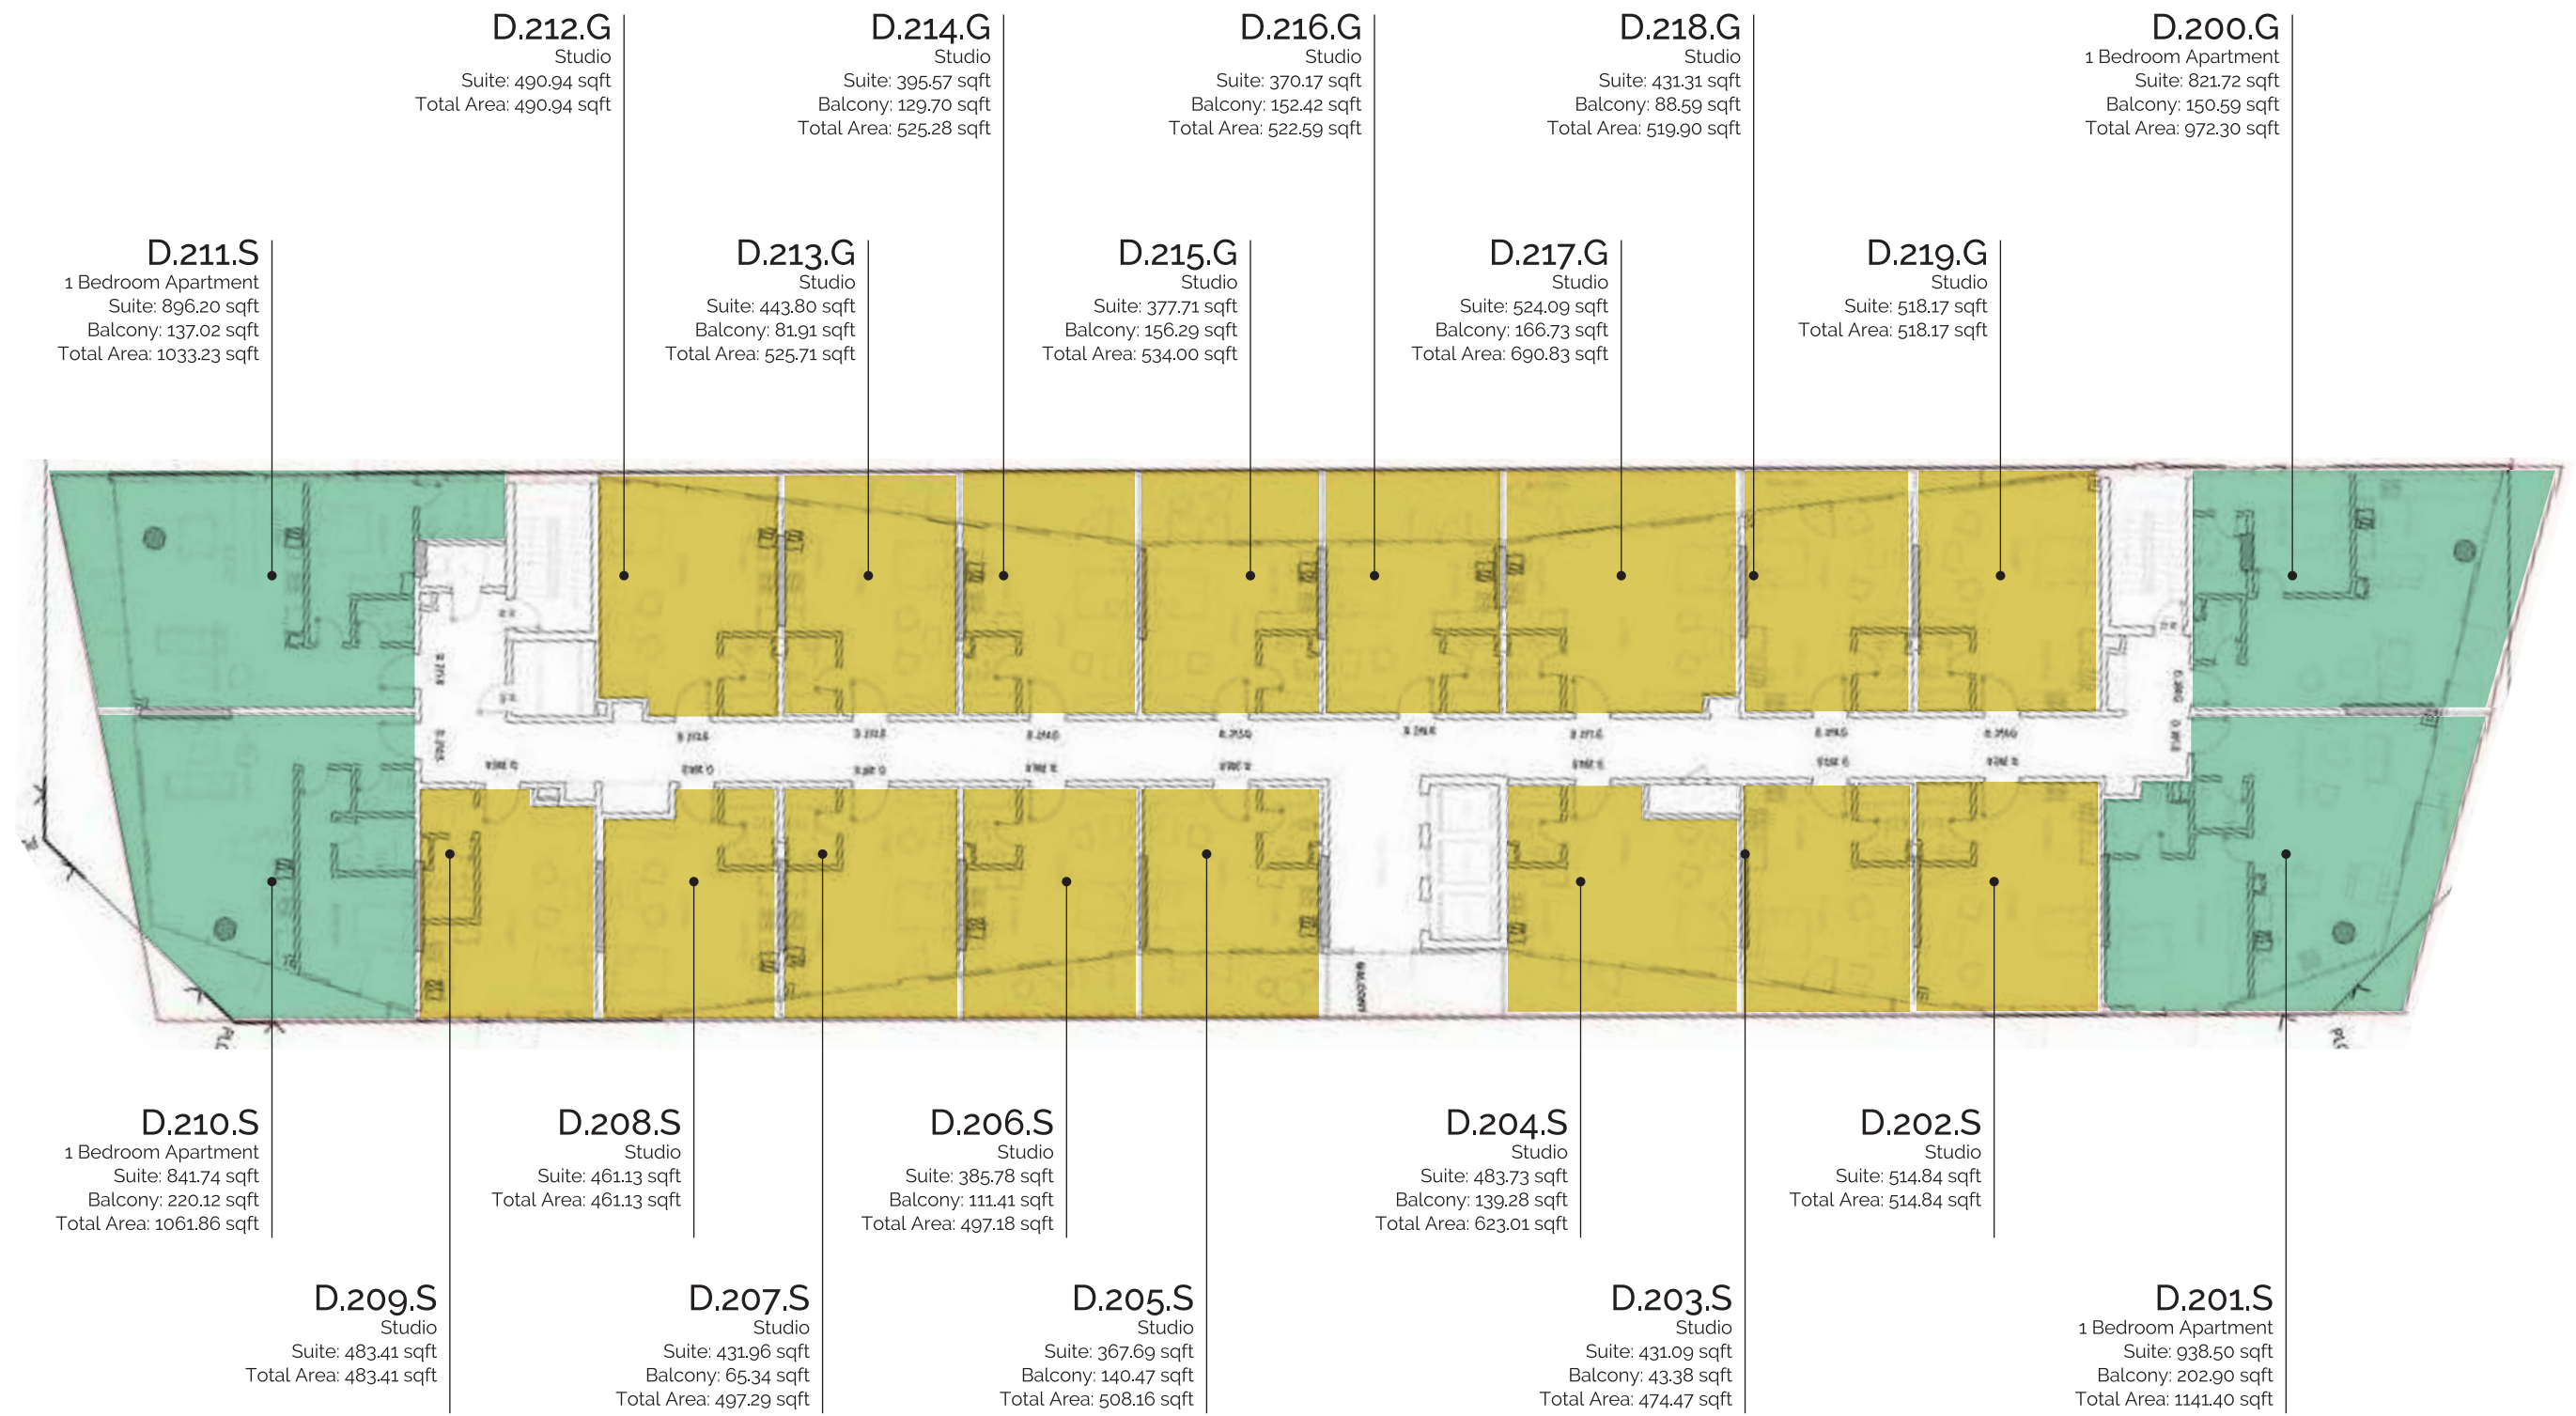 D.212.G
Studio
Suite: 490.94 sqft
Total Area: 490.94 sqft
D.214.G
Studio
Suite: 395.57 sqft
Balcony: 129.70 sqft
Total Area: 525.28 sqft
D.216.G
Studio
Suite: 370.17 sqft
Balcony: 152.42 sqft
Total Area: 522.59 sqft
D.218.G
Studio
Suite: 431.31 sqft
Balcony: 88.59 sqft
Total Area: 519.90 sqft
D.200.G
1 Bedroom Apartment
Suite: 821.72 sqft
Balcony: 150.59 sqft
Total Area: 972.30 sqft
D.211.S
1 Bedroom Apartment
Suite: 896.20 sqft
Balcony: 137.02 sqft
Total Area: 1033.23 sqft
D.213.G
Studio
Suite: 443.80 sqft
Balcony: 81.91 sqft
Total Area: 525.71 sqft
D.215.G
Studio
Suite: 377.71 sqft
Balcony: 156.29 sqft
Total Area: 534.00 sqft
D.217.G
Studio
Suite: 524.09 sqft
Balcony: 166.73 sqft
Total Area: 690.83 sqft
D.219.G
Studio
Suite: 518.17 sqft
Total Area: 518.17 sqft
BALCONY
D.210.S
1 Bedroom Apartment
Suite: 841.74 sqft
Balcony: 220.12 sqft
Total Area: 1061.86 sqft
D.208.S
Studio
Suite: 461.13 sqft
Total Area: 461.13 sqft
D.206.S
Studio
Suite: 385.78 sqft
Balcony: 111.41 sqft
Total Area: 497.18 sqft
D.204.S
Studio
Suite: 483.73 sqft
Balcony: 139.28 sqft
Total Area: 623.01 sqft
D.202.S
Studio
Suite: 514.84 sqft
Total Area: 514.84 sqft
D.209.S
Studio
Suite: 483.41 sqft
Total Area: 483.41 sqft
D.207.S
Studio
Suite: 431.96 sqft
Balcony: 65.34 sqft
Total Area: 497.29 sqft
D.205.S
Studio
Suite: 367.69 sqft
Balcony: 140.47 sqft
Total Area: 508.16 sqft
D.203.S
Studio
Suite: 431.09 sqft
Balcony: 43.38 sqft
Total Area: 474.47 sqft
D.201.S
1 Bedroom Apartment
Suite: 938.50 sqft
Balcony: 202.90 sqft
Total Area: 1141.40 sqft